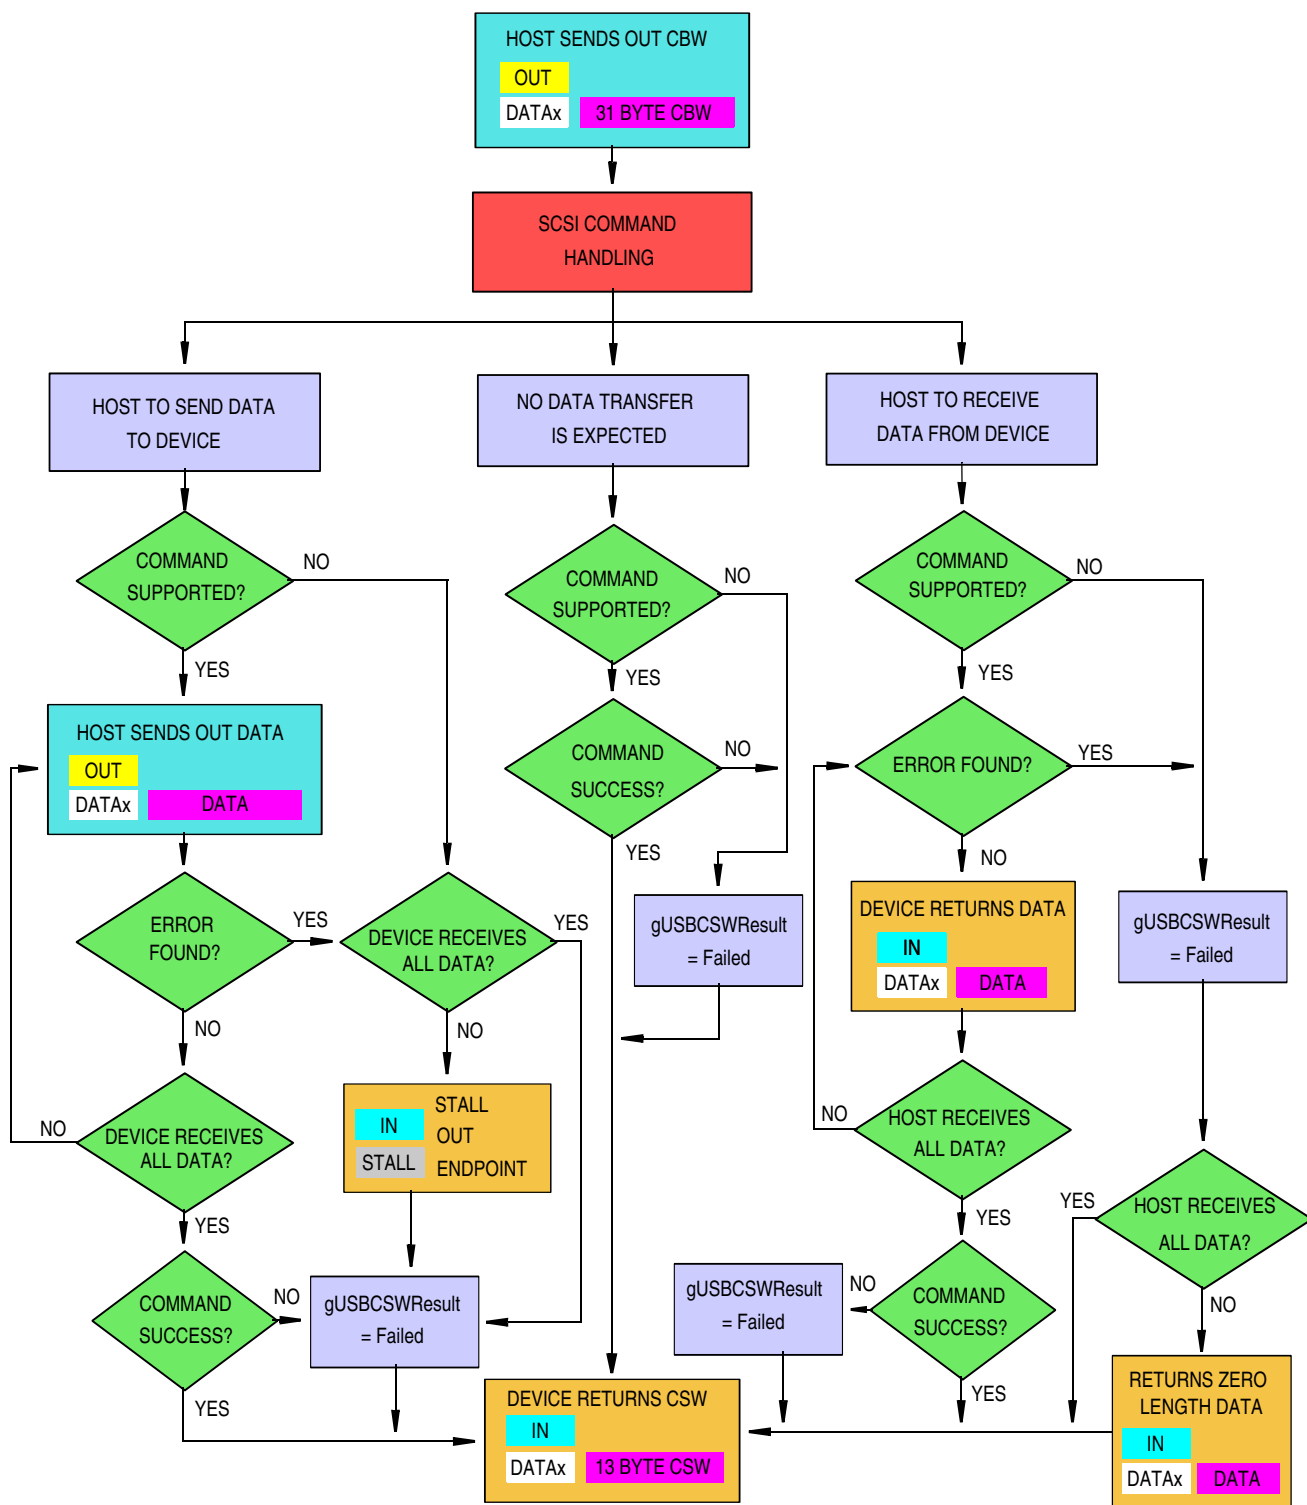 HOST SENDS OUT CBW
OUT
DATAx 31 BYTE CBW
SCSI COMMAND
HANDLING
HOST TO SEND DATA
TO DEVICE
NO DATA TRANSFER
IS EXPECTED
HOST TO RECEIVE
DATA FROM DEVICE
COMMAND
SUPPORTED?
NO
YES
COMMAND
SUPPORTED?
NO
YES
COMMAND
SUPPORTED?
NO
YES
HOST SENDS OUT DATA
OUT
DATAx DATA
COMMAND
SUCCESS?
NO
YES
ERROR FOUND?
YES
NO
ERROR
FOUND?
YES
NO
DEVICE RECEIVES
ALL DATA?
YES
NO
gUSBCSWResult
= Failed
DEVICE RETURNS DATA
IN
DATAx DATA
gUSBCSWResult
= Failed
NO
DEVICE RECEIVES
ALL DATA?
YES
IN
STALL
STALL
OUT
ENDPOINT
NO
HOST RECEIVES
ALL DATA?
YES
YES
HOST RECEIVES
ALL DATA?
NO
COMMAND
SUCCESS?
NO
YES
gUSBCSWResult
= Failed
gUSBCSWResult
= Failed
NO
COMMAND
SUCCESS?
YES
DEVICE RETURNS CSW
IN
DATAx 13 BYTE CSW
RETURNS ZERO
LENGTH DATA
IN
DATAx DATA